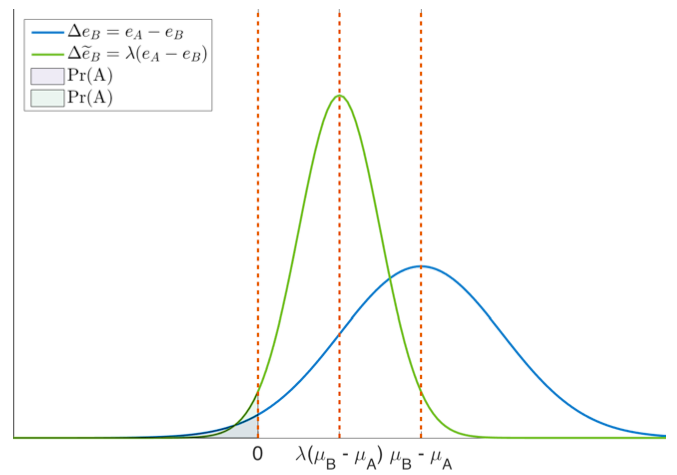 Δe_B = e_A − e_B
Δẽ_B = λ(e_A − e_B)
Pr(A)
Pr(A)
0 λ(μ_B - μ_A) μ_B - μ_A